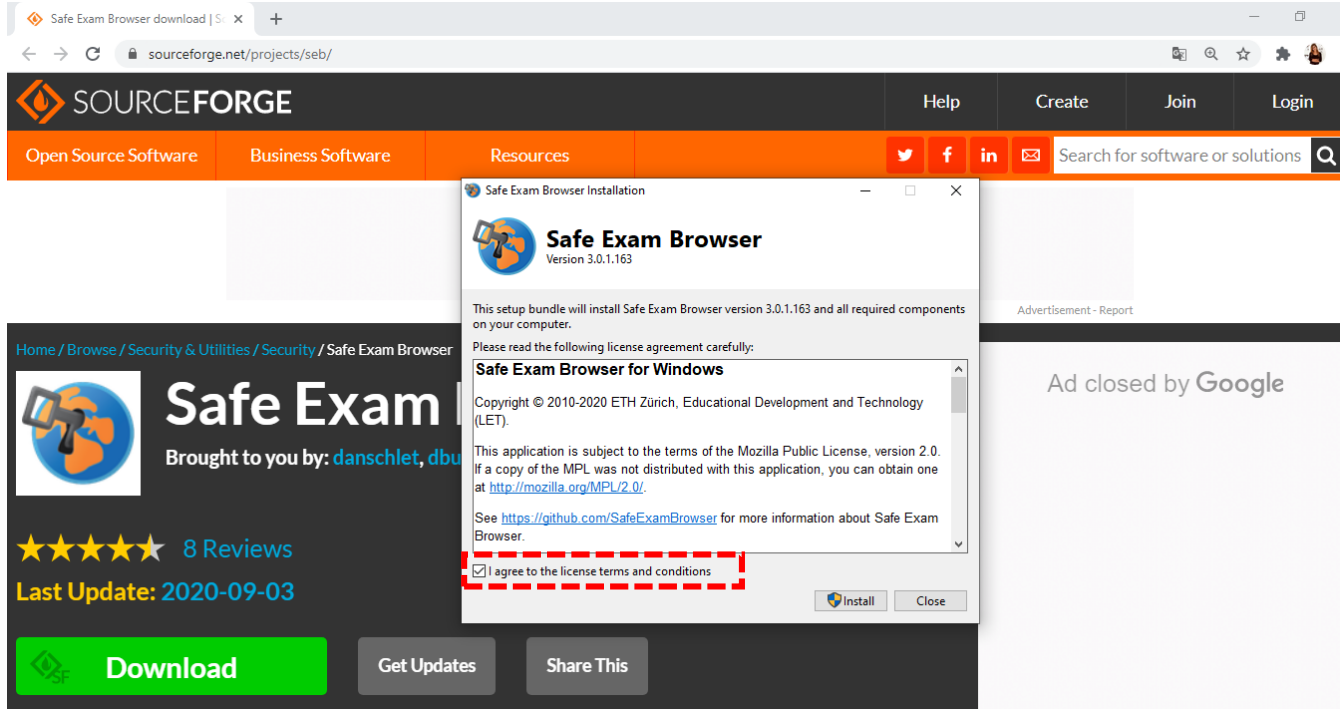 Safe Exam Browser download | S
sourceforge.net/projects/seb/
SOURCEFORGE
Help
Create
Join
Login
Open Source Software
Business Software
Resources
Search for software or solutions
Safe Exam Browser Installation
Safe Exam Browser
Version 3.0.1.163
This setup bundle will install Safe Exam Browser version 3.0.1.163 and all required components
on your computer.
Please read the following license agreement carefully:
Safe Exam Browser for Windows
Copyright © 2010-2020 ETH Zürich, Educational Development and Technology
(LET).
This application is subject to the terms of the Mozilla Public License, version 2.0.
If a copy of the MPL was not distributed with this application, you can obtain one
at http://mozilla.org/MPL/2.0/.
See https://github.com/SafeExamBrowser for more information about Safe Exam
Browser.
I agree to the license terms and conditions
Install
Close
Advertisement - Report
Home / Browse / Security & Utilities / Security / Safe Exam Browser
Safe Exam
Brought to you by: danschlet, dbu
8 Reviews
Last Update: 2020-09-03
SF
Download
Get Updates
Share This
Ad closed by Google